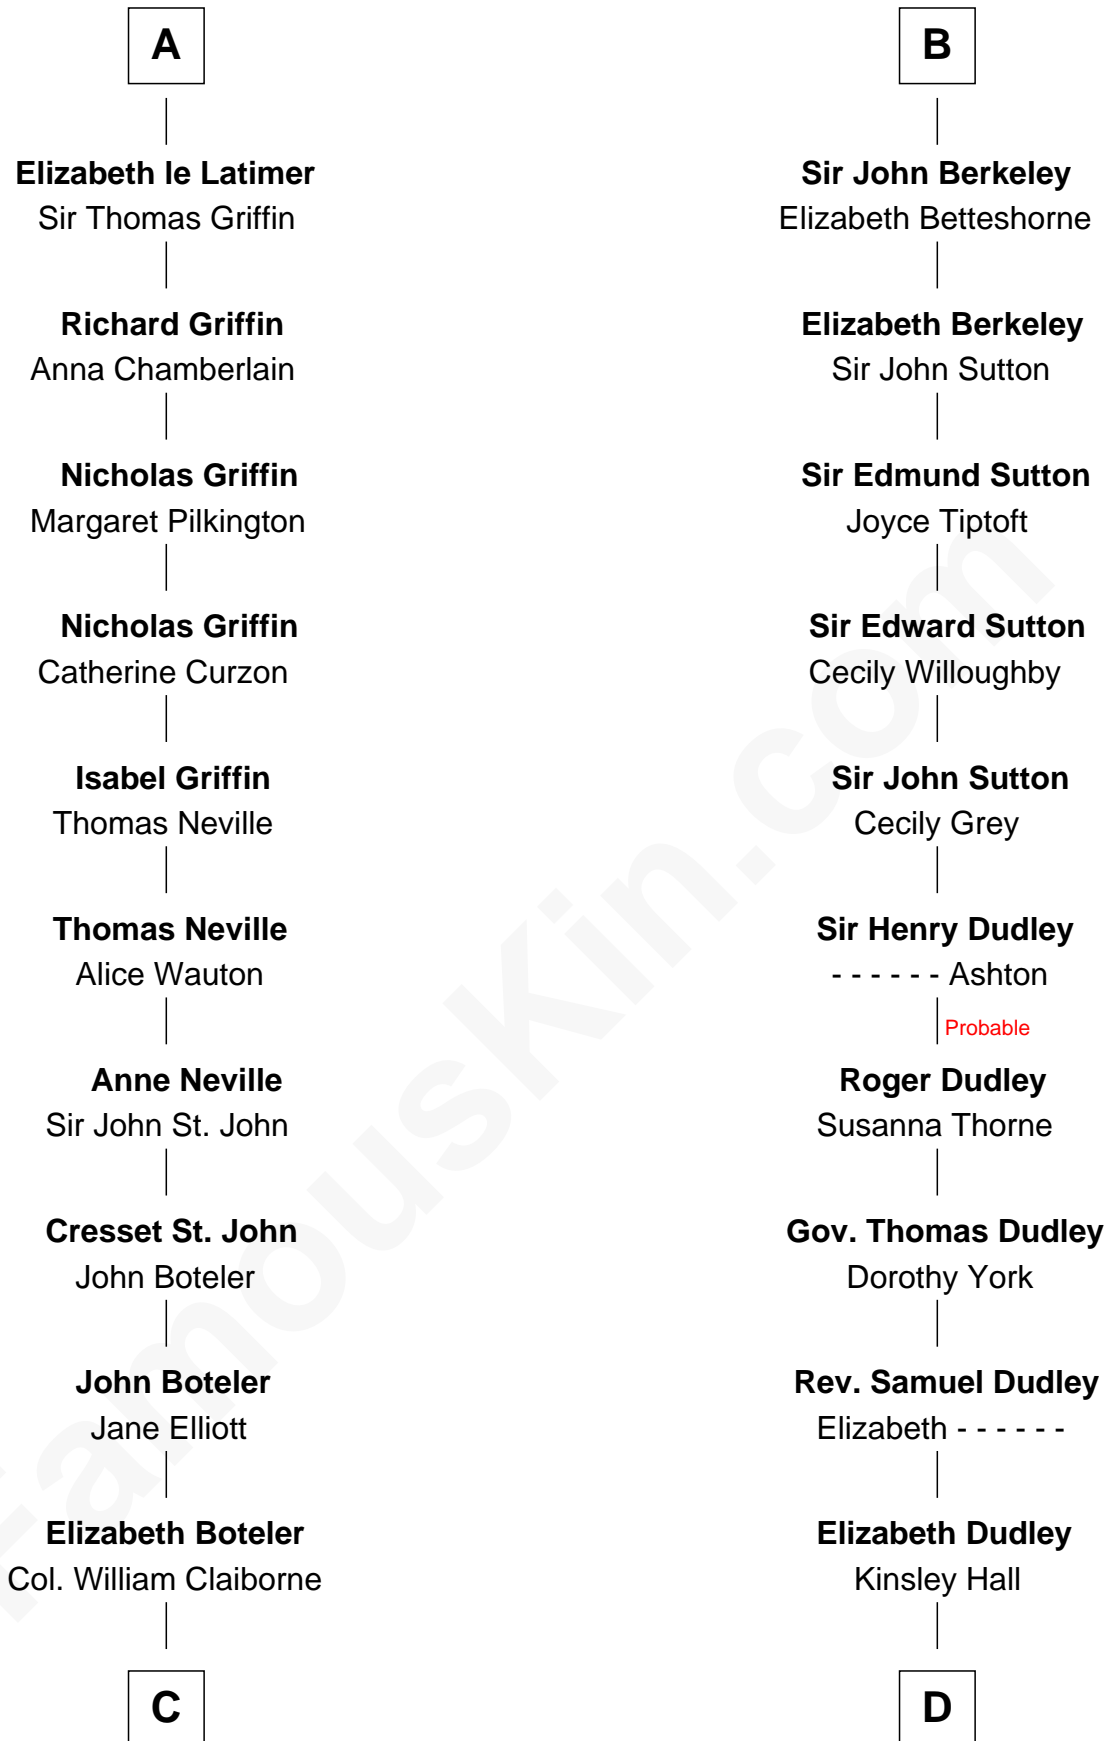 A
Elizabeth le Latimer
Sir Thomas Griffin
Richard Griffin
Anna Chamberlain
Nicholas Griffin
Margaret Pilkington
Nicholas Griffin
Catherine Curzon
Isabel Griffin
Thomas Neville
Thomas Neville
Alice Wauton
Anne Neville
Sir John St. John
Cresset St. John
John Boteler
John Boteler
Jane Elliott
Elizabeth Boteler
Col. William Claiborne
C
B
Sir John Berkeley
Elizabeth Betteshorne
Elizabeth Berkeley
Sir John Sutton
Sir Edmund Sutton
Joyce Tiptoft
Sir Edward Sutton
Cecily Willoughby
Sir John Sutton
Cecily Grey
Sir Henry Dudley
- - - - - - Ashton
Probable
Roger Dudley
Susanna Thorne
Gov. Thomas Dudley
Dorothy York
Rev. Samuel Dudley
Elizabeth - - - - - -
Elizabeth Dudley
Kinsley Hall
D
FamousKin.com